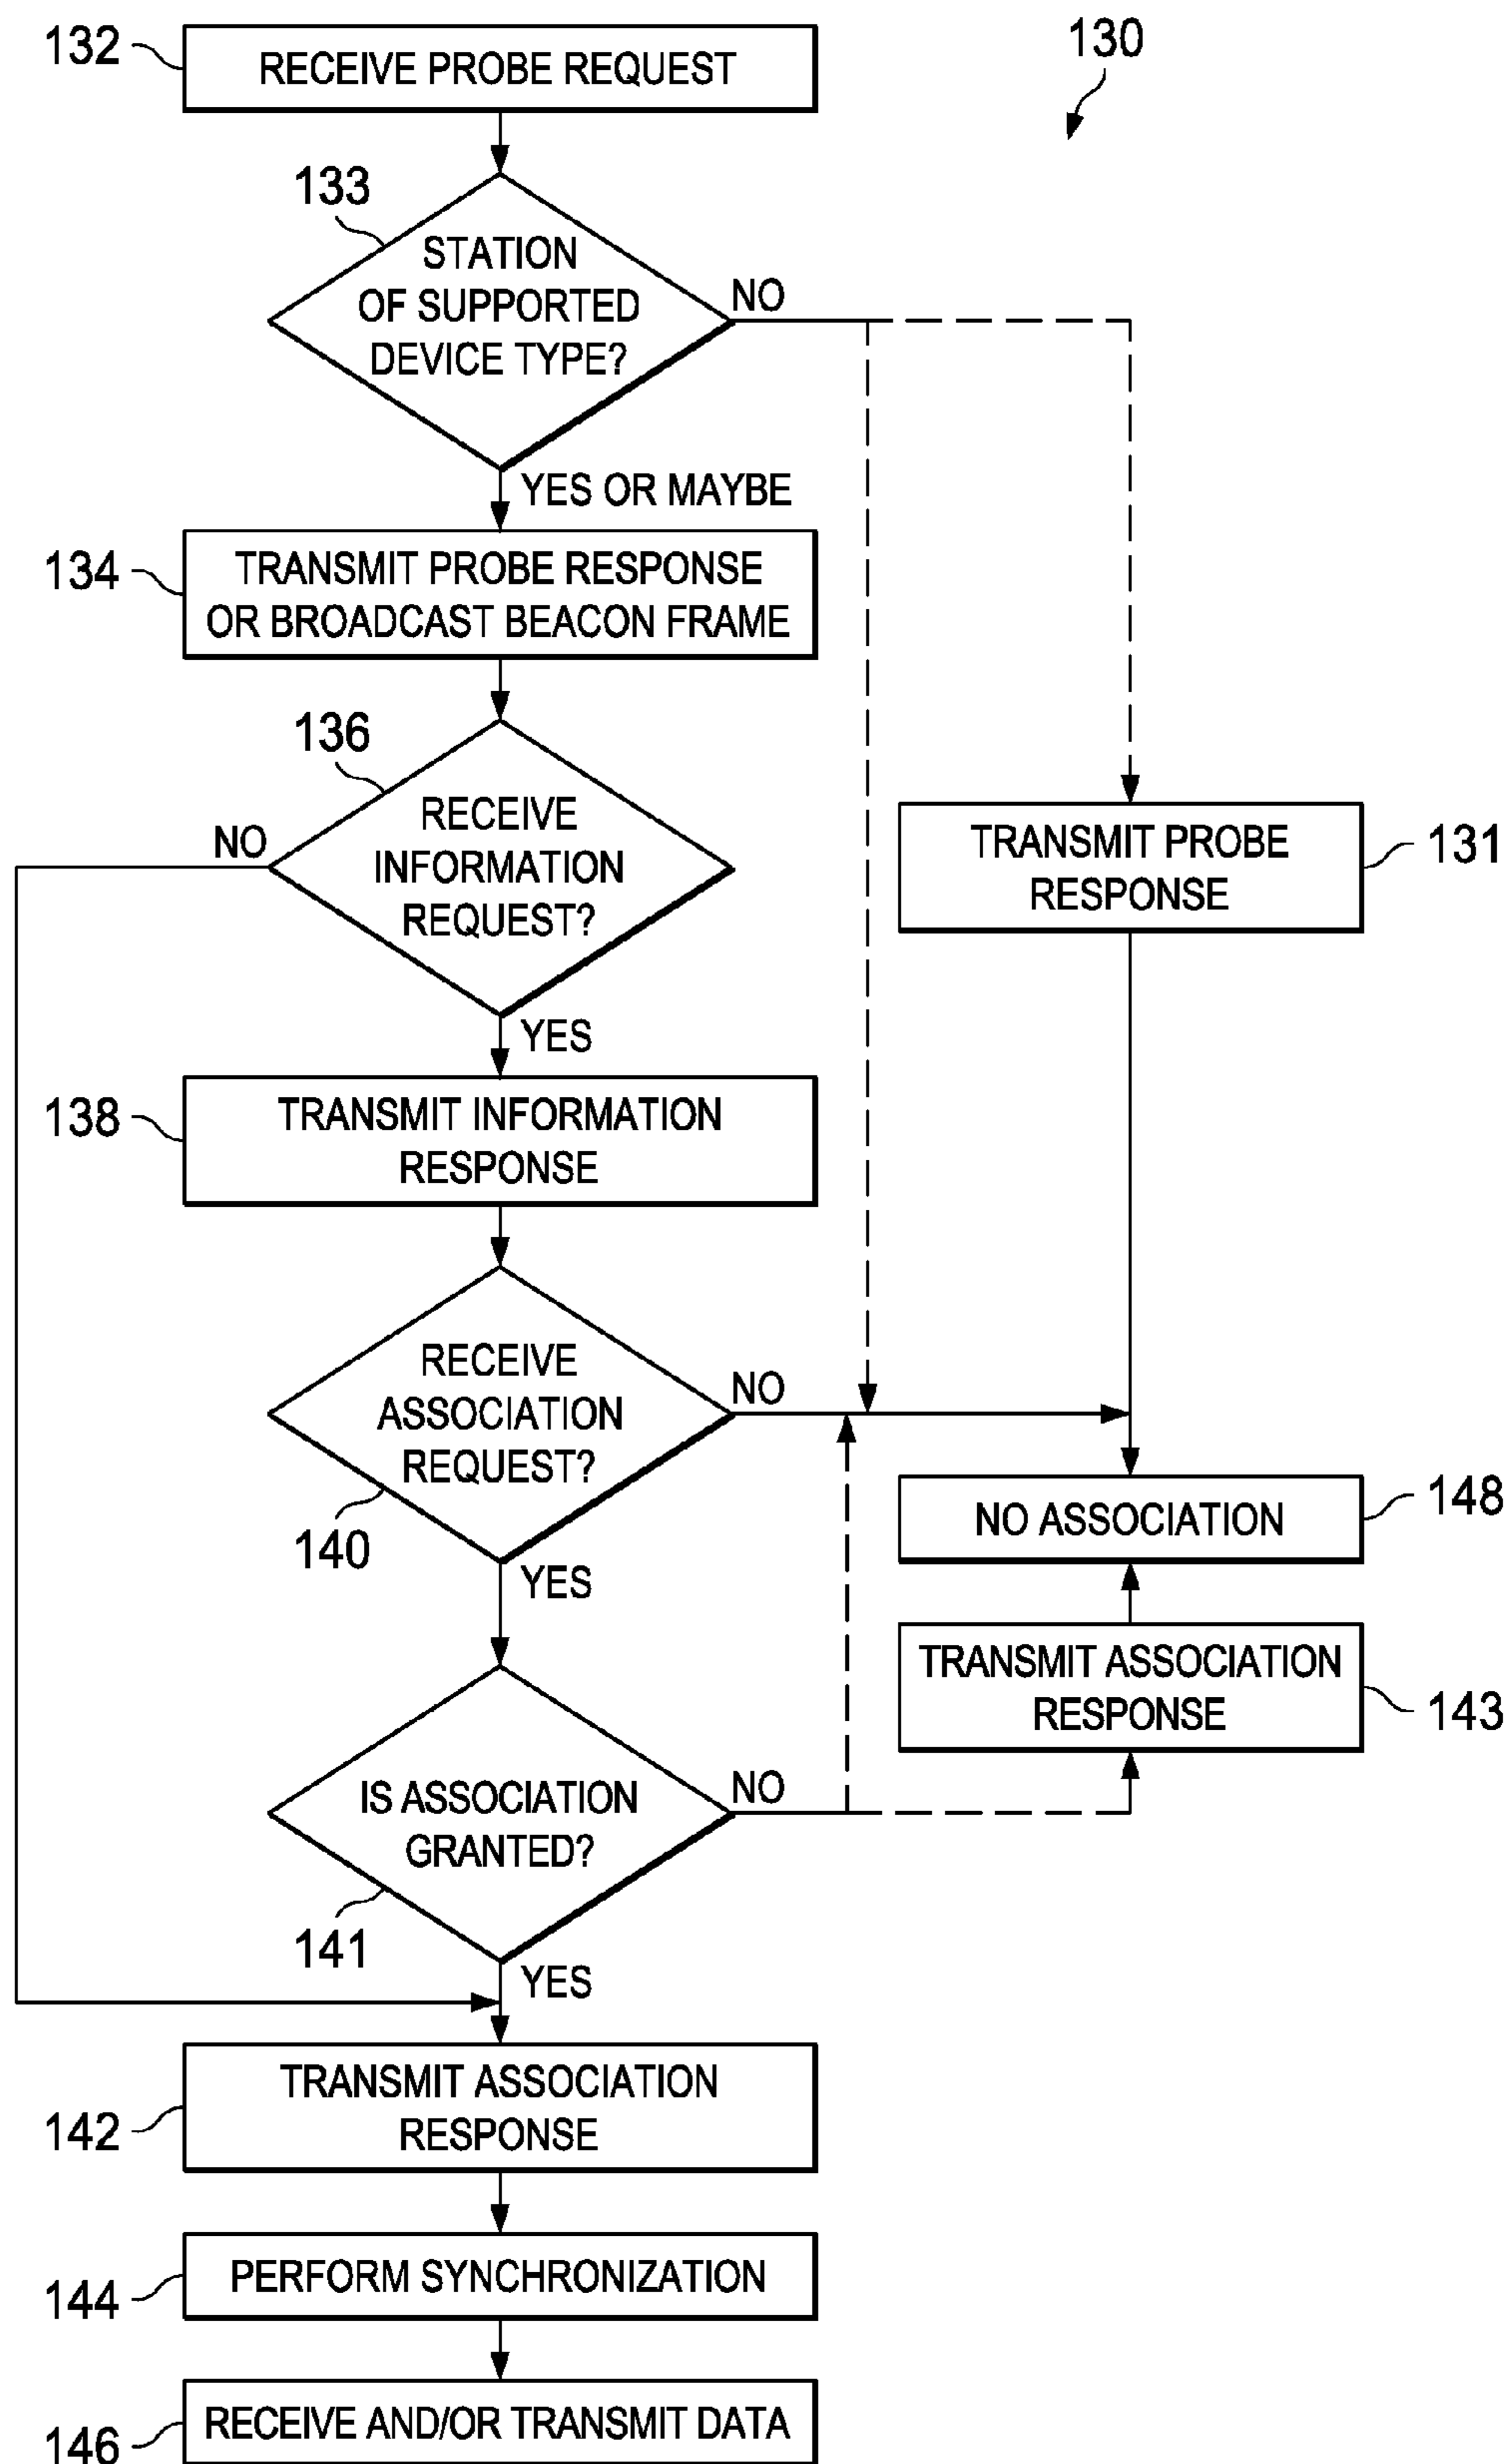 132
RECEIVE PROBE REQUEST
130
133
STATION
OF SUPPORTED
DEVICE TYPE?
NO
YES OR MAYBE
134
TRANSMIT PROBE RESPONSE
OR BROADCAST BEACON FRAME
136
RECEIVE
INFORMATION
REQUEST?
NO
YES
TRANSMIT PROBE
RESPONSE
131
138
TRANSMIT INFORMATION
RESPONSE
RECEIVE
ASSOCIATION
REQUEST?
NO
140
YES
NO ASSOCIATION
148
TRANSMIT ASSOCIATION
RESPONSE
143
IS ASSOCIATION
GRANTED?
NO
141
YES
142
TRANSMIT ASSOCIATION
RESPONSE
144
PERFORM SYNCHRONIZATION
146
RECEIVE AND/OR TRANSMIT DATA